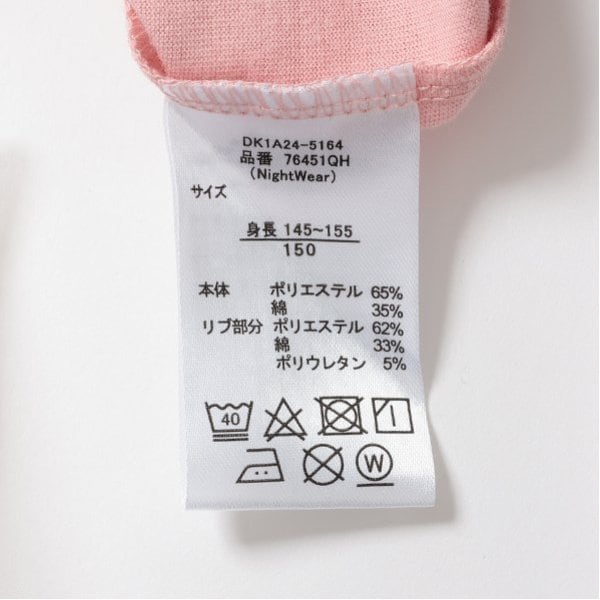 DK1A24-5164
品番 76451QH
(NightWear)
サイズ
身長 145~155
150
本体 ポリエステル 65%
綿 35%
リブ部分 ポリエステル 62%
綿 33%
ポリウレタン 5%
40
W